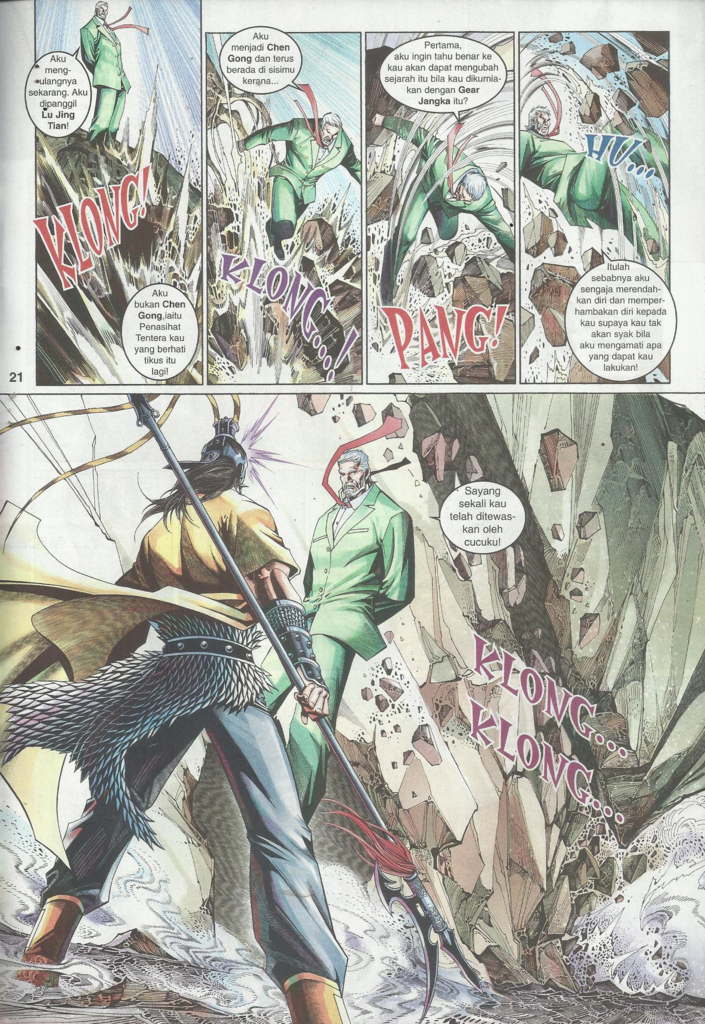 Aku
meng-
ulangnya
sekarang. Aku
dipanggil
Lu Jing
Tian!
KLONG!
Aku
bukan Chen
Gong,iaitu
Penasihat
Tentera kau
yang berhati
tikus itu
lagi!
Aku
menjadi Chen
Gong dan terus
berada di sisimu
kerana...
KLONG...!
Pertama,
aku ingin tahu benar ke
kau akan dapat mengubah
sejarah itu bila kau dikurnia-
kan dengan Gear
Jangka itu?
PANG!
HU...
Itulah
sebabnya aku
sengaja merendah-
kan diri dan memper-
hambakan diri kepada
kau supaya kau tak
akan syak bila
aku mengamati apa
yang dapat kau
lakukan!
21
Sayang
sekali kau
telah ditewas-
kan oleh
cucuku!
KLONG...
KLONG...